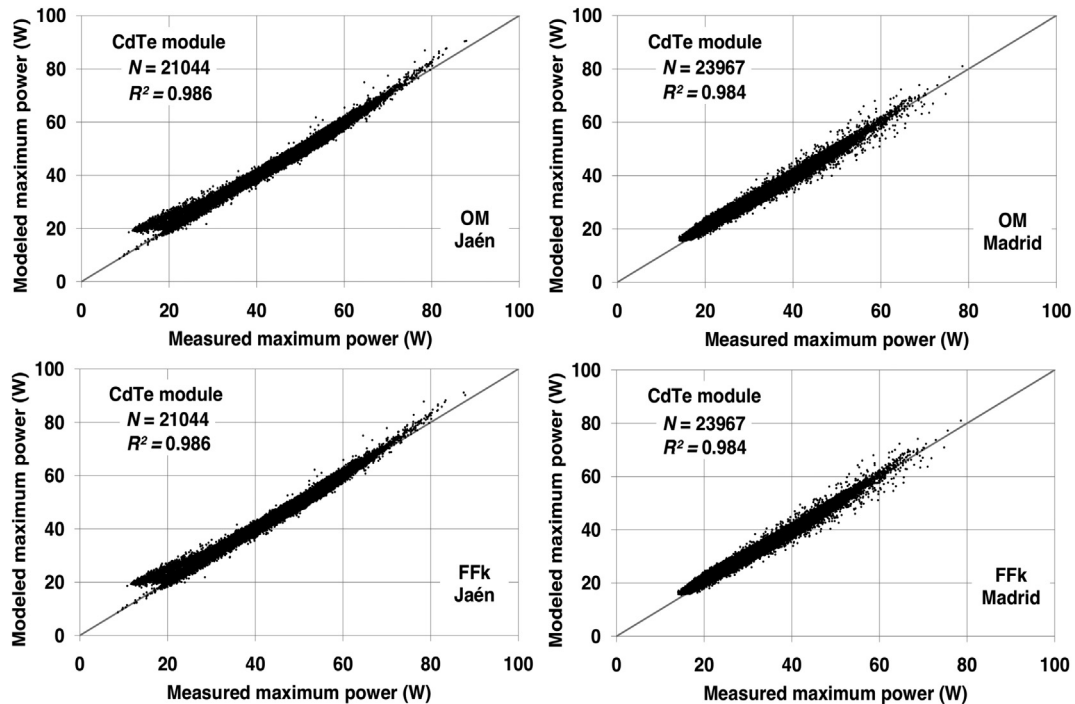 Modeled maximum power (W)
100
80
60
40
20
0
CdTe module
N = 21044
R² = 0.986
OM
Jaén
0 20 40 60 80 100
Measured maximum power (W)
Modeled maximum power (W)
100
80
60
40
20
0
CdTe module
N = 23967
R² = 0.984
OM
Madrid
0 20 40 60 80 100
Measured maximum power (W)
Modeled maximum power (W)
100
80
60
40
20
0
CdTe module
N = 21044
R² = 0.986
FFk
Jaén
0 20 40 60 80 100
Measured maximum power (W)
Modeled maximum power (W)
100
80
60
40
20
0
CdTe module
N = 23967
R² = 0.984
FFk
Madrid
0 20 40 60 80 100
Measured maximum power (W)